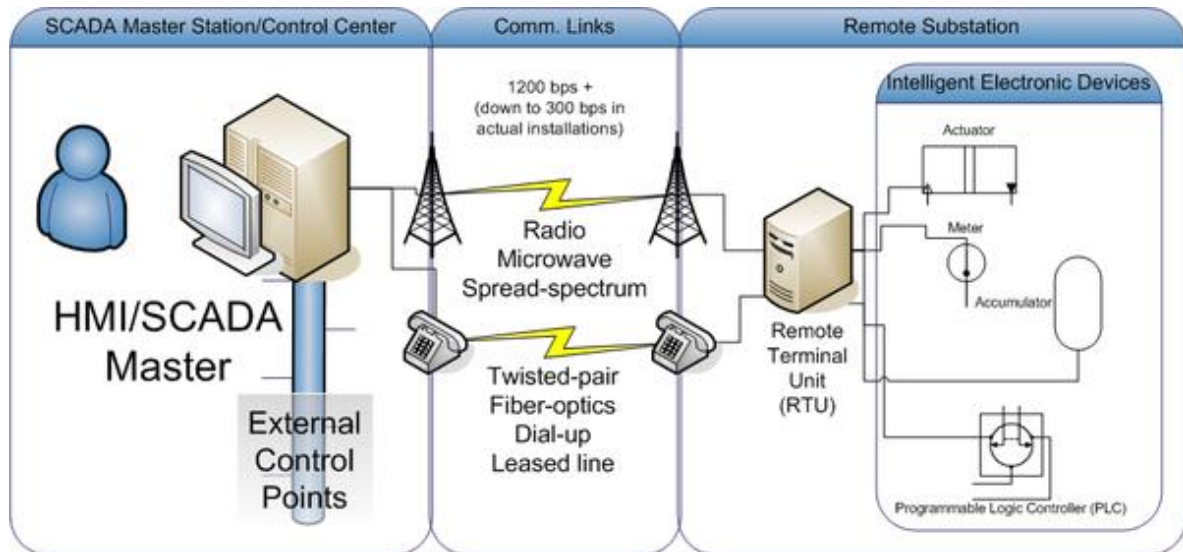 SCADA Master Station/Control Center
HMI/SCADA
Master
External
Control
Points
Comm. Links
1200 bps +
(down to 300 bps in
actual installations)
Radio
Microwave
Spread-spectrum
Twisted-pair
Fiber-optics
Dial-up
Leased line
Remote Substation
Remote
Terminal
Unit
(RTU)
Intelligent Electronic Devices
Actuator
Meter
Accumulator
Programmable Logic Controller (PLC)